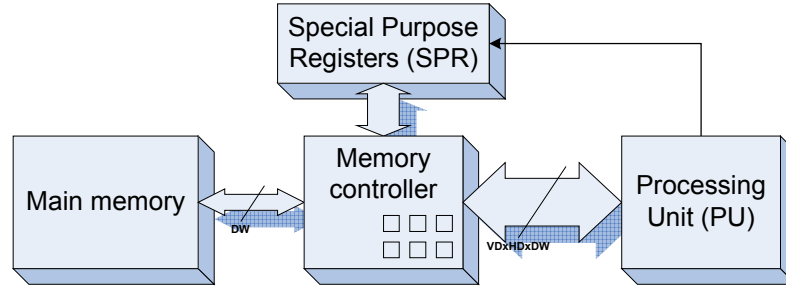 Special Purpose
Registers (SPR)
Main memory
DW
Memory
controller
VDxHDxDW
Processing
Unit (PU)